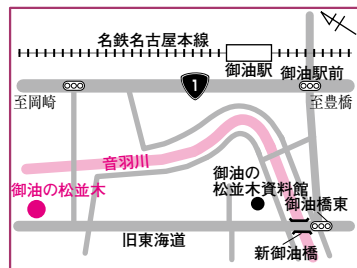 名鉄名古屋本線
御油駅
御油駅前
1
至岡崎
至豊橋
音羽川
御油の松並木
御油の
松並木資料館
御油橋東
旧東海道
新御油橋